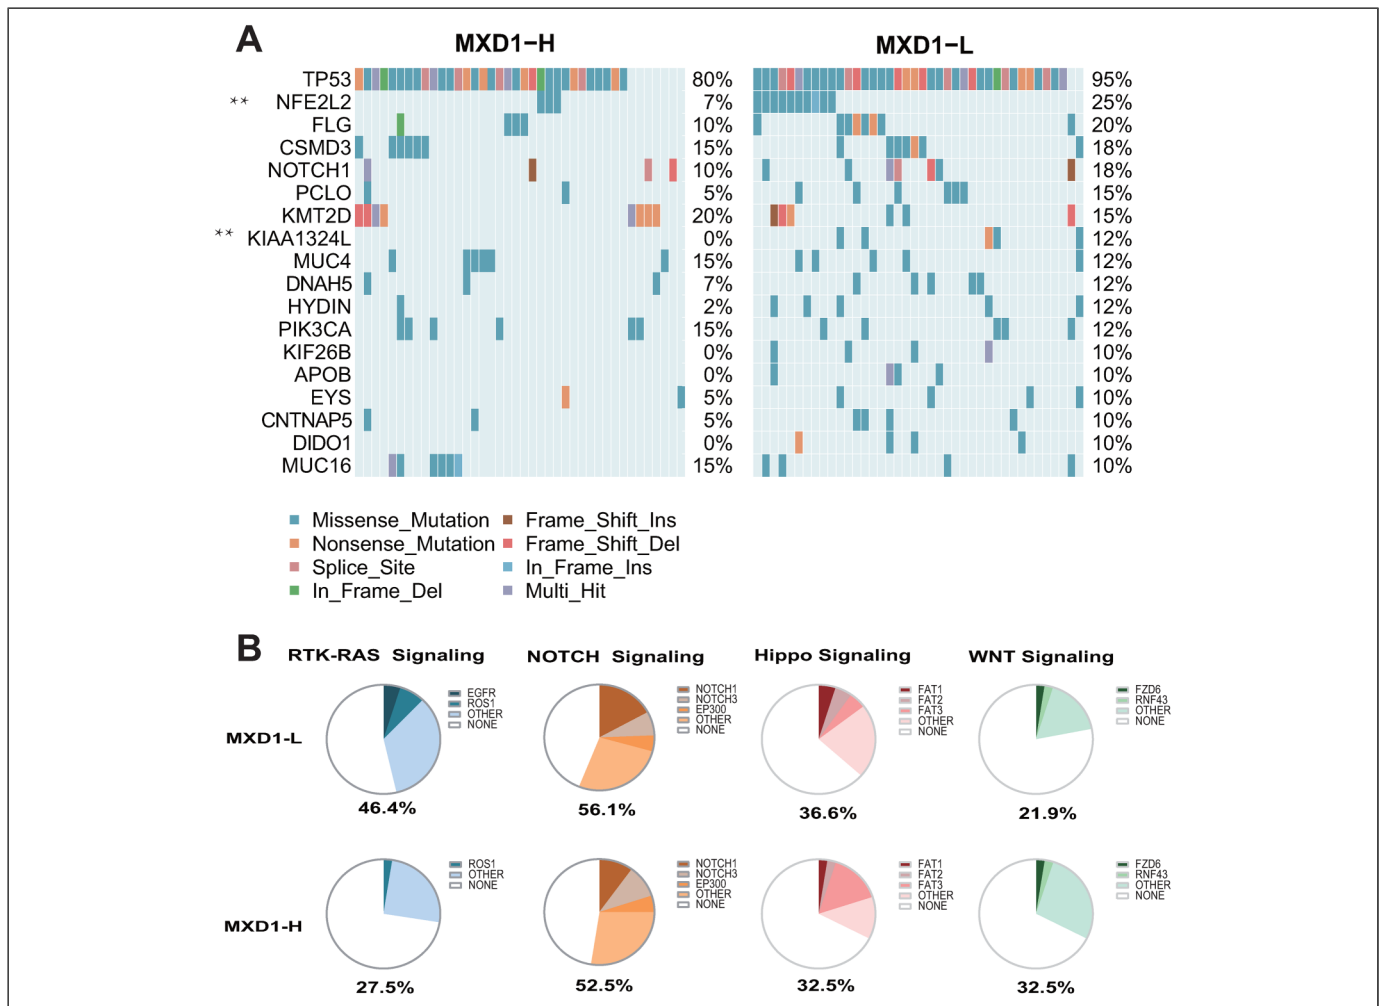 A
MXD1−H
MXD1−L
TP53 80% 95%
** NFE2L2 7% 25%
FLG 10% 20%
CSMD3 15% 18%
NOTCH1 10% 18%
PCLO 5% 15%
KMT2D 20% 15%
** KIAA1324L 0% 12%
MUC4 15% 12%
DNAH5 7% 12%
HYDIN 2% 12%
PIK3CA 15% 12%
KIF26B 0% 10%
APOB 0% 10%
EYS 5% 10%
CNTNAP5 5% 10%
DIDO1 0% 10%
MUC16 15% 10%
Missense_Mutation Frame_Shift_Ins
Nonsense_Mutation Frame_Shift_Del
Splice_Site In_Frame_Ins
In_Frame_Del Multi_Hit
B
RTK-RAS Signaling NOTCH Signaling Hippo Signaling WNT Signaling
MXD1-L
EGFR
ROS1
OTHER
NONE
46.4%
NOTCH1
NOTCH3
EP300
OTHER
NONE
56.1%
FAT1
FAT2
FAT3
OTHER
NONE
36.6%
FZD6
RNF43
OTHER
NONE
21.9%
MXD1-H
ROS1
OTHER
NONE
27.5%
NOTCH1
NOTCH3
EP300
OTHER
NONE
52.5%
FAT1
FAT2
FAT3
OTHER
NONE
32.5%
FZD6
RNF43
OTHER
NONE
32.5%